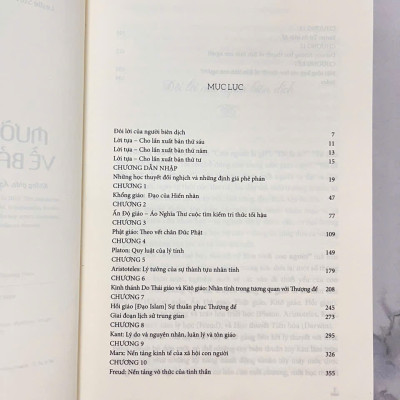 MỤC LỤC
Đôi lời của người biên dịch 7
Lời tựa – Cho lần xuất bản thứ sáu 11
Lời tựa – Cho lần xuất bản thứ năm 13
Lời tựa – Cho lần xuất bản thứ tư 15
CHƯƠNG DẪN NHẬP
Những học thuyết đối nghịch và những định giá phê phán 19
CHƯƠNG 1
Khổng giáo: Đạo của Hiền nhân 47
CHƯƠNG 2
Ấn Độ giáo – Áo Nghĩa Thư cuộc tìm kiếm tri thức tối hậu 77
CHƯƠNG 3
Phật giáo: Theo vết chân Đức Phật 109
CHƯƠNG 4
Platon: Quy luật của lý tính 149
CHƯƠNG 5
Aristoteles: Lý tưởng của sự thành tựu nhân tính 179
CHƯƠNG 6
Kinh thánh Do Thái giáo và Kitô giáo: Nhân tính trong tương quan với Thượng đế 208
CHƯƠNG 7
Hồi giáo [Đạo Islam] Sự thuần phục Thượng đế 245
Giai đoạn lịch sử trung gian 273
CHƯƠNG 8
Kant: Lý do và nguyên nhân, luân lý và tôn giáo 295
CHƯƠNG 9
Marx: Nền tảng kinh tế của xã hội con người 326
CHƯƠNG 10
Freud: Nền tảng vô thức của tinh thần 355
MƯỜ
VỀ BẢ